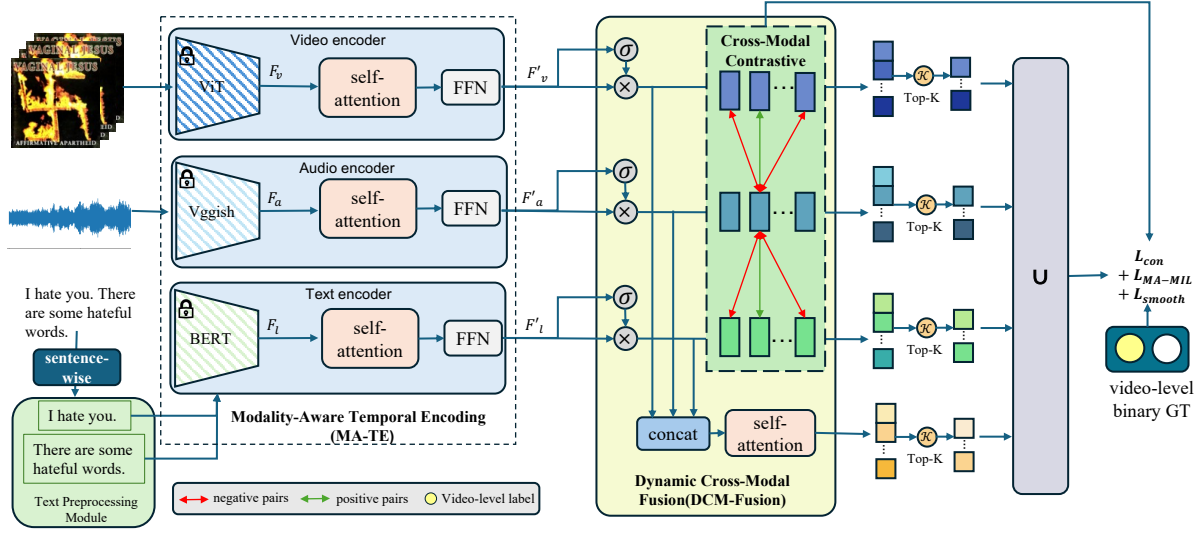 VAGINAL JESUS
AFFIRMATIVE APARTHEID
I hate you. There
are some hateful
words.
sentence-
wise
I hate you.
There are some
hateful words.
Text Preprocessing
Module
Video encoder
ViT
F_v
self-
attention
FFN
F'_v
Audio encoder
Vggish
F_a
self-
attention
FFN
F'_a
Text encoder
BERT
F_l
self-
attention
FFN
F'_l
Modality-Aware Temporal Encoding
(MA-TE)
negative pairs
positive pairs
Video-level label
σ
×
σ
×
σ
×
Cross-Modal
Contrastive
concat
self-
attention
Dynamic Cross-Modal
Fusion(DCM-Fusion)
K
Top-K
K
Top-K
K
Top-K
K
Top-K
∪
L_con
+ L_MA-MIL
+ L_smooth
video-level
binary GT